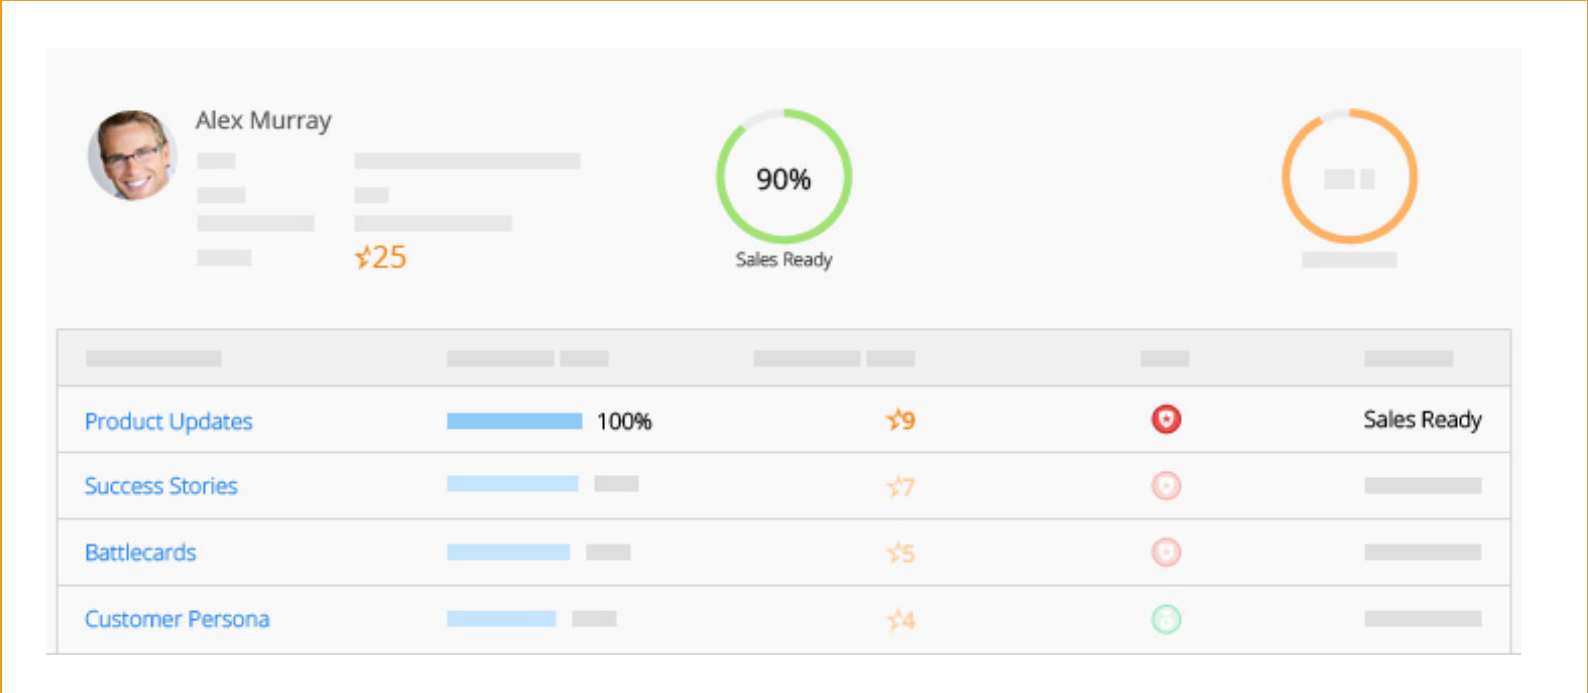 Alex Murray
25
90%
Sales Ready
Product Updates 100% 9 Sales Ready
Success Stories 7
Battlecards 5
Customer Persona 4